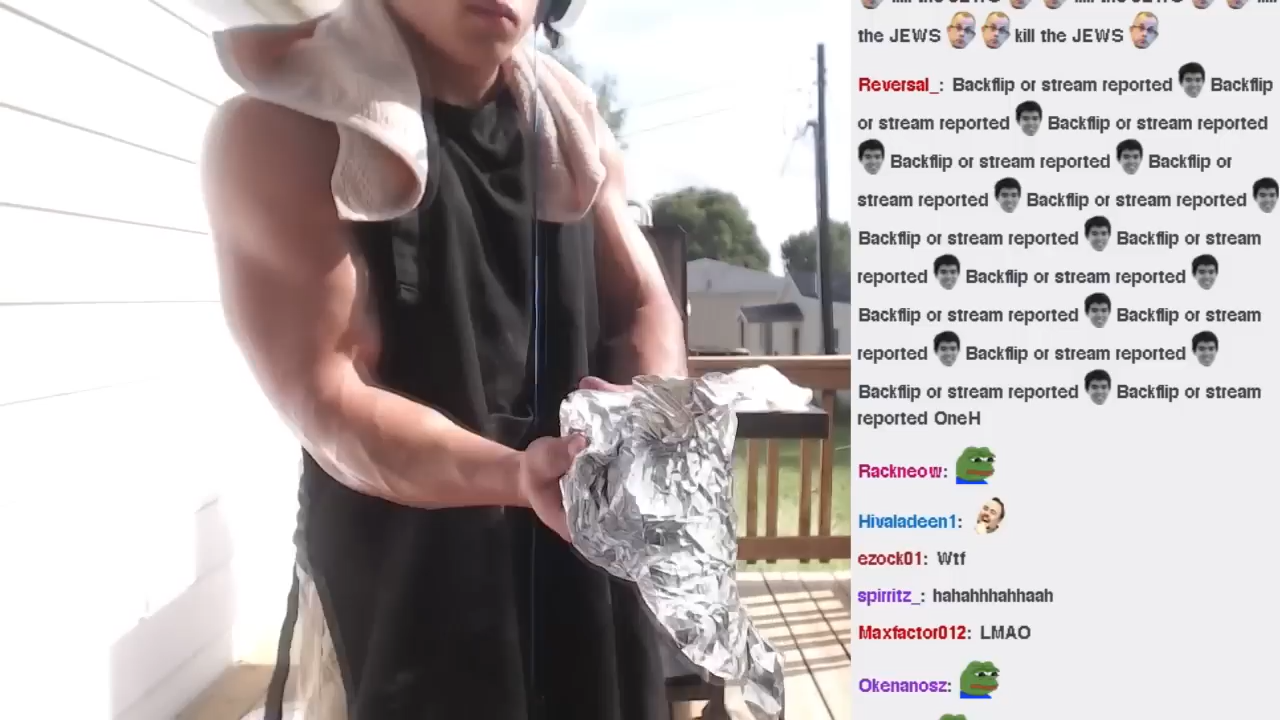 the JEWS kill the JEWS
Reversal_: Backflip or stream reported Backflip
or stream reported Backflip or stream reported
Backflip or stream reported Backflip or
stream reported Backflip or stream reported
Backflip or stream reported Backflip or stream
reported Backflip or stream reported
Backflip or stream reported Backflip or stream
reported Backflip or stream reported
Backflip or stream reported Backflip or stream
reported OneH
Rackneow:
Hivaladeen1:
ezock01: Wtf
spirritz_: hahahhhahhaah
Maxfactor012: LMAO
Okenanosz: